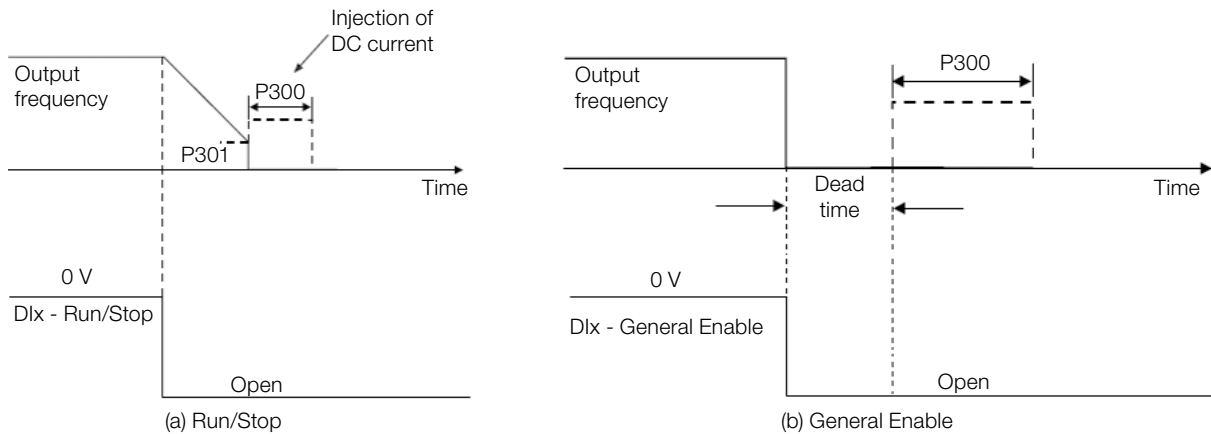 Injection of
DC current
Output
frequency
P300
P301
Time
0 V
DIx - Run/Stop
Open
(a) Run/Stop
Output
frequency
P300
Dead
time
Time
0 V
DIx - General Enable
Open
(b) General Enable